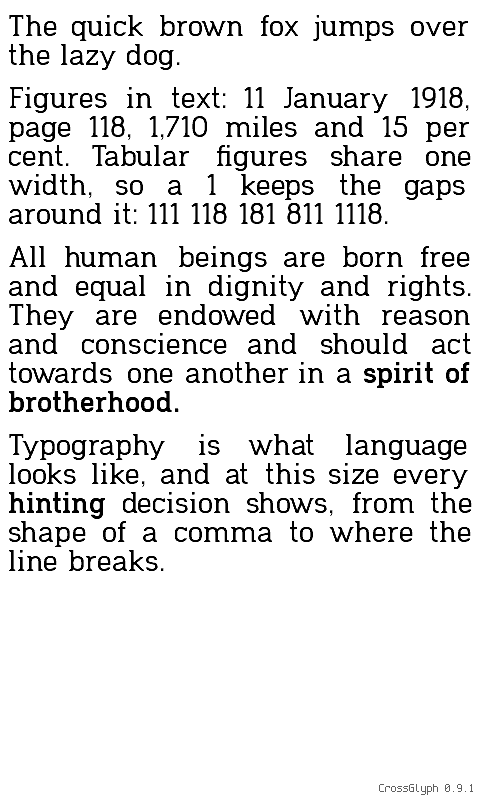 The quick brown fox jumps over
the lazy dog.
Figures in text: 11 January 1918,
page 118, 1,710 miles and 15 per
cent. Tabular figures share one
width, so a 1 keeps the gaps
around it: 111 118 181 811 1118.
All human beings are born free
and equal in dignity and rights.
They are endowed with reason
and conscience and should act
towards one another in a spirit of
brotherhood.
Typography is what language
looks like, and at this size every
hinting decision shows, from the
shape of a comma to where the
line breaks.
CrossGlyph 0.9.1